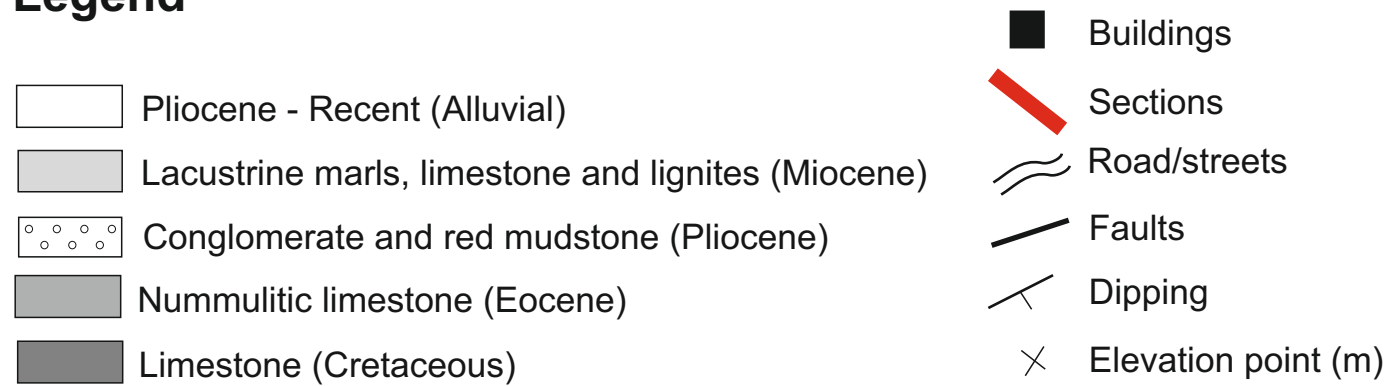 Legend
Pliocene - Recent (Alluvial)
Lacustrine marls, limestone and lignites (Miocene)
Conglomerate and red mudstone (Pliocene)
Nummulitic limestone (Eocene)
Limestone (Cretaceous)
Buildings
Sections
Road/streets
Faults
Dipping
Elevation point (m)